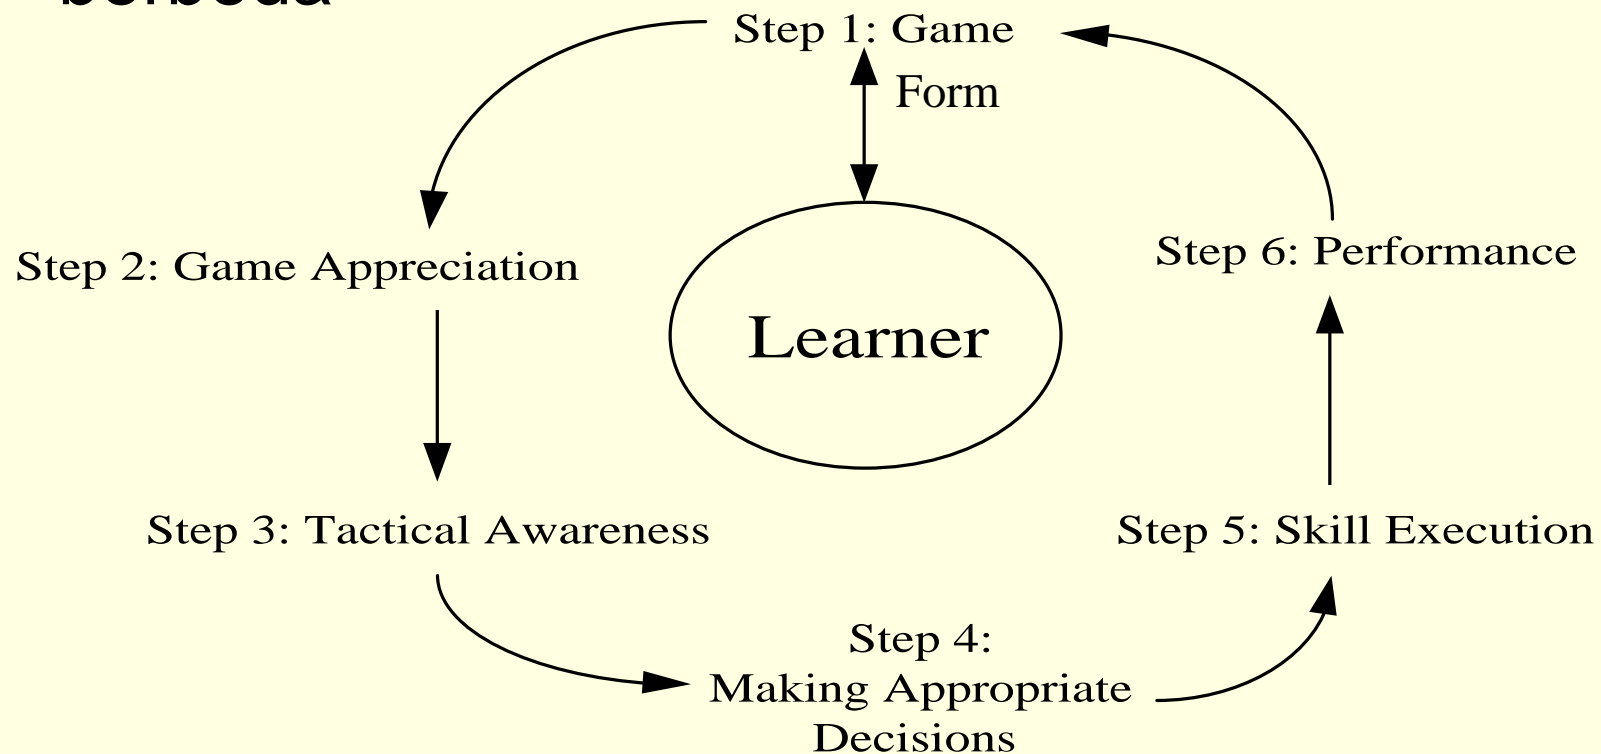 Step 1: Game
Form
Step 2: Game Appreciation
Step 6: Performance
Learner
Step 3: Tactical Awareness
Step 5: Skill Execution
Step 4:
Making Appropriate
Decisions